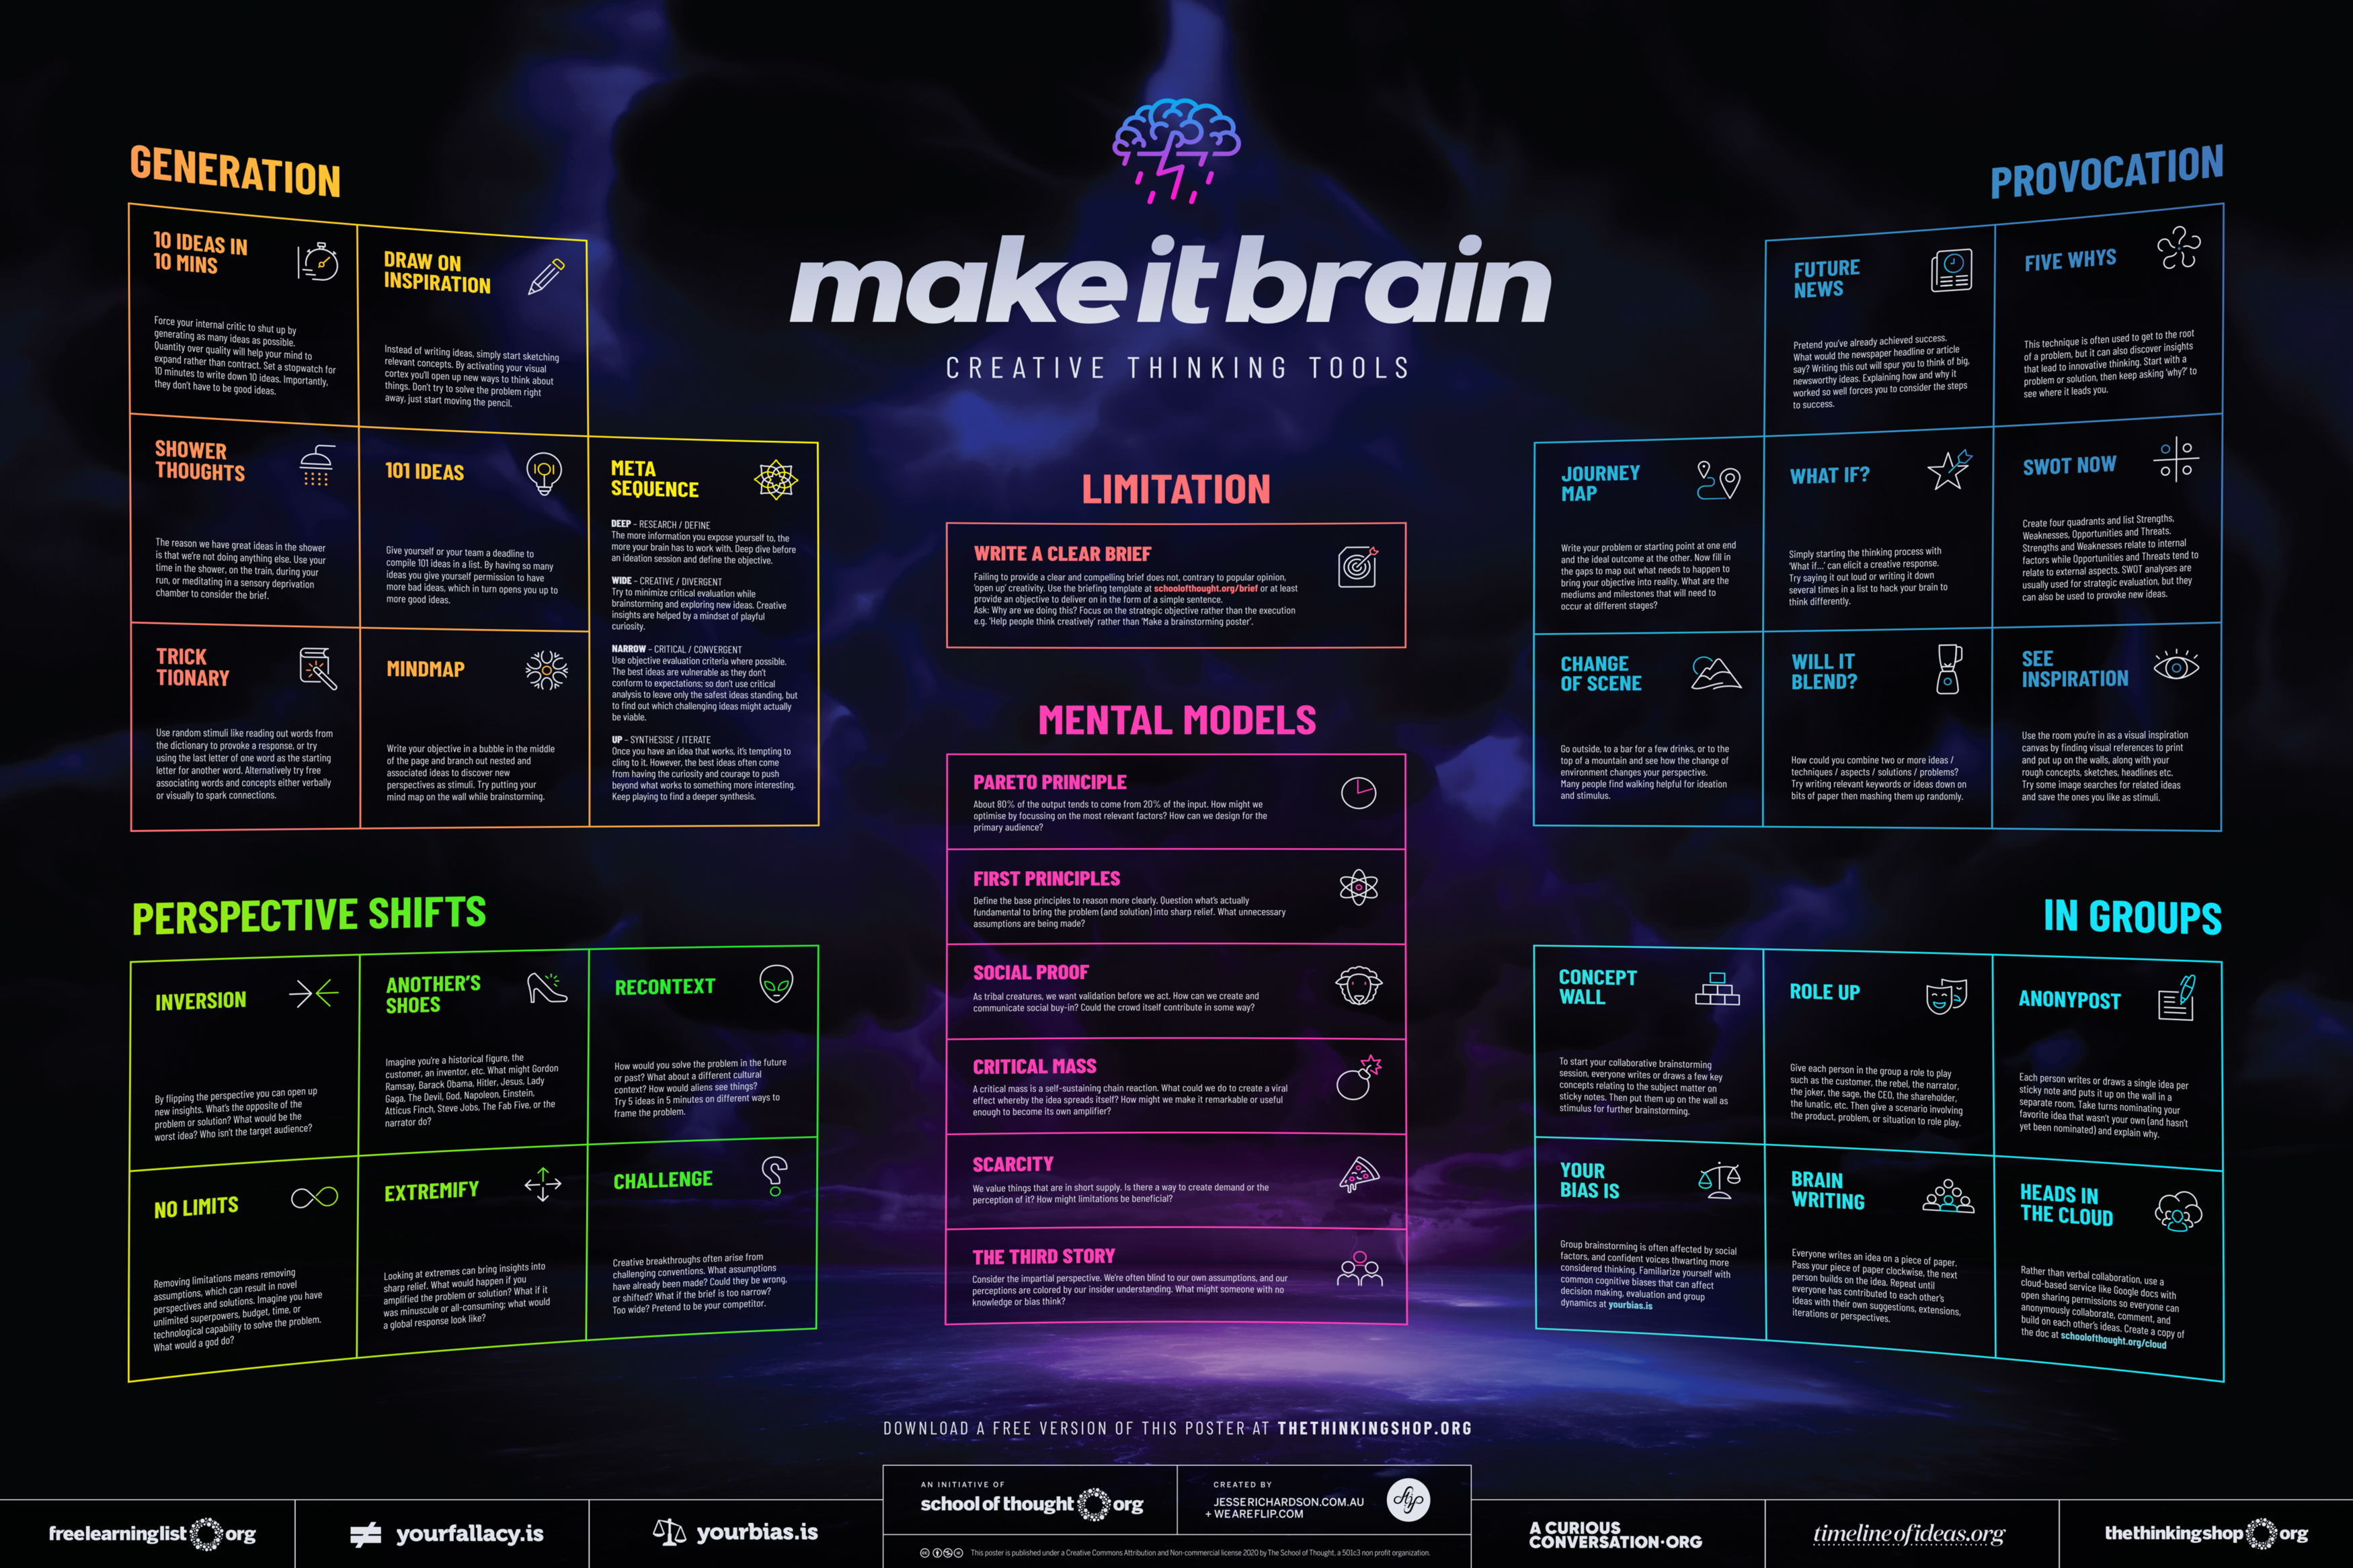 make it brain
CREATIVE THINKING TOOLS
GENERATION
10 IDEAS IN
10 MINS
Force your internal critic to shut up by
generating as many ideas as possible.
Quantity over quality will help your mind to
expand rather than contract. Set a stopwatch for
10 minutes to write down 10 ideas. Importantly,
they don't have to be good ideas.
DRAW ON
INSPIRATION
Instead of writing ideas, simply start sketching
relevant concepts. By activating your visual
cortex you'll open up new ways to think about
things. Don't try to solve the problem right
away, just start moving the pencil.
SHOWER
THOUGHTS
The reason we have great ideas in the shower
is that we're not doing anything else. Use your
time in the shower, on the train, during your
run, or meditating in a sensory deprivation
chamber to consider the brief.
101 IDEAS
Give yourself or your team a deadline to
compile 101 ideas in a list. By having so many
ideas you give yourself permission to have
more bad ideas, which in turn opens you up to
more good ideas.
META
SEQUENCE
DEEP – RESEARCH / DEFINE
The more information you expose yourself to, the
more your brain has to work with. Deep dive before
an ideation session and define the objective.
WIDE – CREATIVE / DIVERGENT
Try to minimize critical evaluation while
brainstorming and exploring new ideas. Creative
insights are helped by a mindset of playful
curiosity.
NARROW – CRITICAL / CONVERGENT
Use objective evaluation criteria where possible.
The best ideas are vulnerable as they don't
conform to expectations; so don't use critical
analysis to leave only the safest ideas standing, but
to find out which challenging ideas might actually
be viable.
UP – SYNTHESISE / ITERATE
Once you have an idea that works, it's tempting to
cling to it. However, the best ideas often come
from having the curiosity and courage to push
beyond what works to something more interesting.
Keep playing to find a deeper synthesis.
TRICK
TIONARY
Use random stimuli like reading out words from
the dictionary to provoke a response, or try
using the last letter of one word as the starting
letter for another word. Alternatively try free
associating words and concepts either verbally
or visually to spark connections.
MINDMAP
Write your objective in a bubble in the middle
of the page and branch out nested and
associated ideas to discover new
perspectives as stimuli. Try putting your
mind map on the wall while brainstorming.
LIMITATION
WRITE A CLEAR BRIEF
Failing to provide a clear and compelling brief does not, contrary to popular opinion,
'open up' creativity. Use the briefing template at schoolofthought.org/brief or at least
provide an objective to deliver on in the form of a simple sentence.
Ask: Why are we doing this? Focus on the strategic objective rather than the execution
e.g. 'Help people think creatively' rather than 'Make a brainstorming poster'.
MENTAL MODELS
PARETO PRINCIPLE
About 80% of the output tends to come from 20% of the input. How might we
optimise by focussing on the most relevant factors? How can we design for the
primary audience?
FIRST PRINCIPLES
Define the base principles to reason more clearly. Question what's actually
fundamental to bring the problem (and solution) into sharp relief. What unnecessary
assumptions are being made?
SOCIAL PROOF
As tribal creatures, we want validation before we act. How can we create and
communicate social buy-in? Could the crowd itself contribute in some way?
CRITICAL MASS
A critical mass is a self-sustaining chain reaction. What could we do to create a viral
effect whereby the idea spreads itself? How might we make it remarkable or useful
enough to become its own amplifier?
SCARCITY
We value things that are in short supply. Is there a way to create demand or the
perception of it? How might limitations be beneficial?
THE THIRD STORY
Consider the impartial perspective. We're often blind to our own assumptions, and our
perceptions are colored by our insider understanding. What might someone with no
knowledge or bias think?
PROVOCATION
FUTURE
NEWS
Pretend you've already achieved success.
What would the newspaper headline or article
say? Writing this out will spur you to think of big,
newsworthy ideas. Explaining how and why it
worked so well forces you to consider the steps
to success.
FIVE WHYS
This technique is often used to get to the root
of a problem, but it can also discover insights
that lead to innovative thinking. Start with a
problem or solution, then keep asking 'why?' to
see where it leads you.
JOURNEY
MAP
Write your problem or starting point at one end
and the ideal outcome at the other. Now fill in
the gaps to map out what needs to happen to
bring your objective into reality. What are the
mediums and milestones that will need to
occur at different stages?
WHAT IF?
Simply starting the thinking process with
'What if...' can elicit a creative response.
Try saying it out loud or writing it down
several times in a list to hack your brain to
think differently.
SWOT NOW
Create four quadrants and list Strengths,
Weaknesses, Opportunities and Threats.
Strengths and Weaknesses relate to internal
factors while Opportunities and Threats tend to
relate to external aspects. SWOT analyses are
usually used for strategic evaluation, but they
can also be used to provoke new ideas.
CHANGE
OF SCENE
Go outside, to a bar for a few drinks, or to the
top of a mountain and see how the change of
environment changes your perspective.
Many people find walking helpful for ideation
and stimulus.
WILL IT
BLEND?
How could you combine two or more ideas /
techniques / aspects / solutions / problems?
Try writing relevant keywords or ideas down on
bits of paper then mashing them up randomly.
SEE
INSPIRATION
Use the room you're in as a visual inspiration
canvas by finding visual references to print
and put up on the walls, along with your
rough concepts, sketches, headlines etc.
Try some image searches for related ideas
and save the ones you like as stimuli.
PERSPECTIVE SHIFTS
INVERSION
By flipping the perspective you can open up
new insights. What's the opposite of the
problem or solution? What would be the
worst idea? Who isn't the target audience?
ANOTHER'S
SHOES
Imagine you're a historical figure, the
customer, an inventor, etc. What might Gordon
Ramsay, Barack Obama, Hitler, Jesus, Lady
Gaga, The Devil, God, Napoleon, Einstein,
Atticus Finch, Steve Jobs, The Fab Five, or the
narrator do?
RECONTEXT
How would you solve the problem in the future
or past? What about a different cultural
context? How would aliens see things?
Try 5 ideas in 5 minutes on different ways to
frame the problem.
NO LIMITS
Removing limitations means removing
assumptions, which can result in novel
perspectives and solutions. Imagine you have
unlimited superpowers, budget, time, or
technological capability to solve the problem.
What would a god do?
EXTREMIFY
Looking at extremes can bring insights into
sharp relief. What would happen if you
amplified the problem or solution? What if it
was minuscule or all-consuming; what would
a global response look like?
CHALLENGE
Creative breakthroughs often arise from
challenging conventions. What assumptions
have already been made? Could they be wrong,
or shifted? What if the brief is too narrow?
Too wide? Pretend to be your competitor.
IN GROUPS
CONCEPT
WALL
To start your collaborative brainstorming
session, everyone writes or draws a few key
concepts relating to the subject matter on
sticky notes. Then put them up on the wall as
stimulus for further brainstorming.
ROLE UP
Give each person in the group a role to play
such as the customer, the rebel, the narrator,
the joker, the sage, the CEO, the shareholder,
the lunatic, etc. Then give a scenario involving
the product, problem, or situation to role play.
ANONYPOST
Each person writes or draws a single idea per
sticky note and puts it up on the wall in a
separate room. Take turns nominating your
favorite idea that wasn't your own (and hasn't
yet been nominated) and explain why.
YOUR
BIAS IS
Group brainstorming is often affected by social
factors, and confident voices thwarting more
considered thinking. Familiarize yourself with
common cognitive biases that can affect
decision making, evaluation and group
dynamics at yourbias.is
BRAIN
WRITING
Everyone writes an idea on a piece of paper.
Pass your piece of paper clockwise, the next
person builds on the idea. Repeat until
everyone has contributed to each other's
ideas with their own suggestions, extensions,
iterations or perspectives.
HEADS IN
THE CLOUD
Rather than verbal collaboration, use a
cloud-based service like Google docs with
open sharing permissions so everyone can
anonymously collaborate, comment, and
build on each other's ideas. Create a copy of
the doc at schoolofthought.org/cloud
DOWNLOAD A FREE VERSION OF THIS POSTER AT THETHINKINGSHOP.ORG
AN INITIATIVE OF
school of thought org
CREATED BY
JESSERICHARDSON.COM.AU
+ WEAREFLIP.COM
This poster is published under a Creative Commons Attribution and Non-commercial license 2020 by The School of Thought, a 501c3 non profit organization.
freelearninglist org
yourfallacy.is
yourbias.is
A CURIOUS
CONVERSATION.ORG
timelineofideas.org
thethinkingshop org